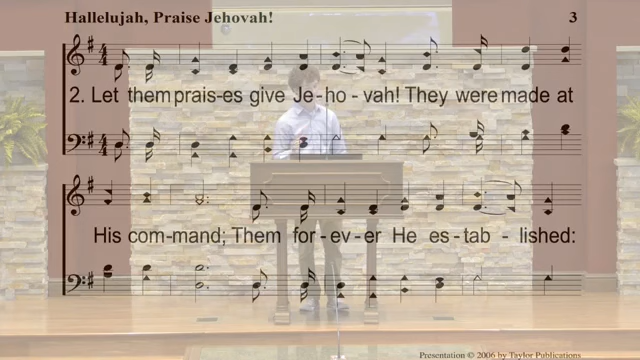 Hallelujah, Praise Jehovah! 3
2. Let them prais-es give Je-ho-vah! They were made at
His com-mand; Them for-ev-er He es-tab-lished:
Presentation © 2006 by Taylor Publications